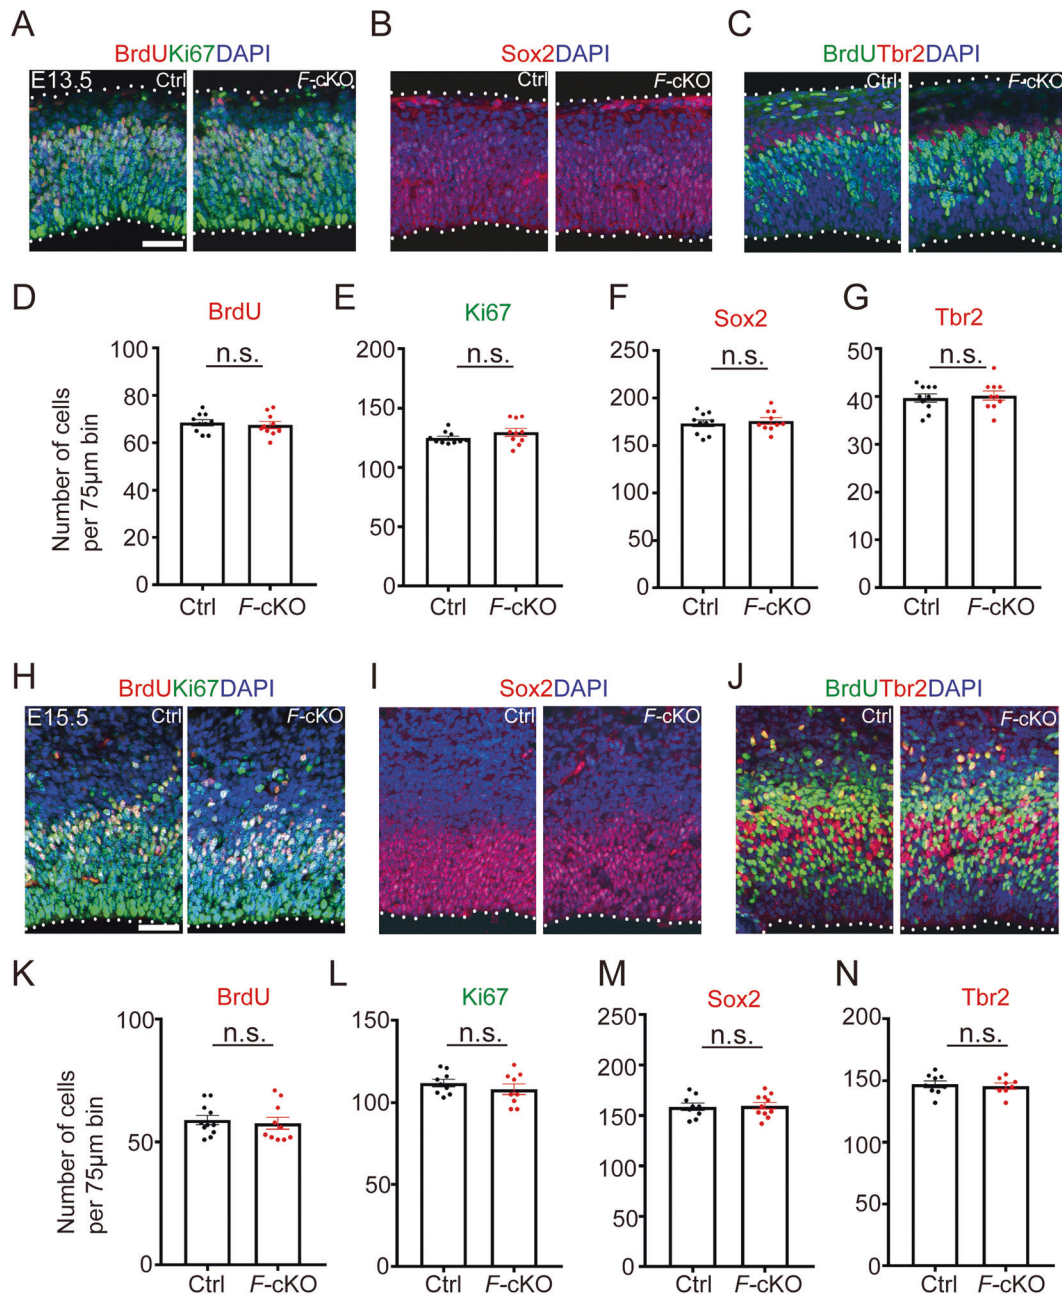 A
B
C
BrdUKi67DAPI
Sox2DAPI
BrdUTbr2DAPI
E13.5
Ctrl
F-cKO
Ctrl
F-cKO
Ctrl
F-cKO
D
E
F
G
BrdU
Ki67
Sox2
Tbr2
Number of cells
per 75μm bin
100
80
60
40
20
0
n.s.
Ctrl
F-cKO
200
150
100
50
0
n.s.
Ctrl
F-cKO
250
200
150
100
50
0
n.s.
Ctrl
F-cKO
50
40
30
20
10
0
n.s.
Ctrl
F-cKO
H
I
J
BrdUKi67DAPI
Sox2DAPI
BrdUTbr2DAPI
E15.5
Ctrl
F-cKO
Ctrl
F-cKO
Ctrl
F-cKO
K
L
M
N
BrdU
Ki67
Sox2
Tbr2
Number of cells
per 75μm bin
100
50
0
n.s.
Ctrl
F-cKO
150
100
50
0
n.s.
Ctrl
F-cKO
250
200
150
100
50
0
n.s.
Ctrl
F-cKO
200
150
100
50
0
n.s.
Ctrl
F-cKO